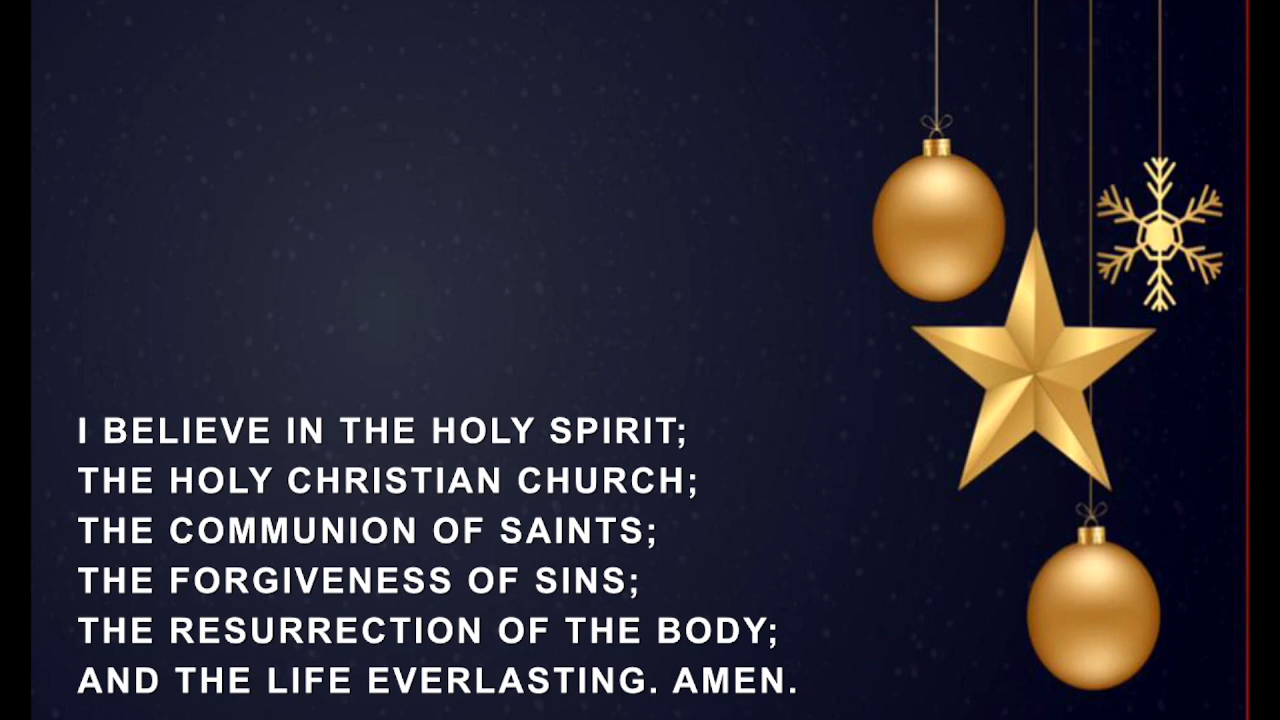 I BELIEVE IN THE HOLY SPIRIT;
THE HOLY CHRISTIAN CHURCH;
THE COMMUNION OF SAINTS;
THE FORGIVENESS OF SINS;
THE RESURRECTION OF THE BODY;
AND THE LIFE EVERLASTING. AMEN.